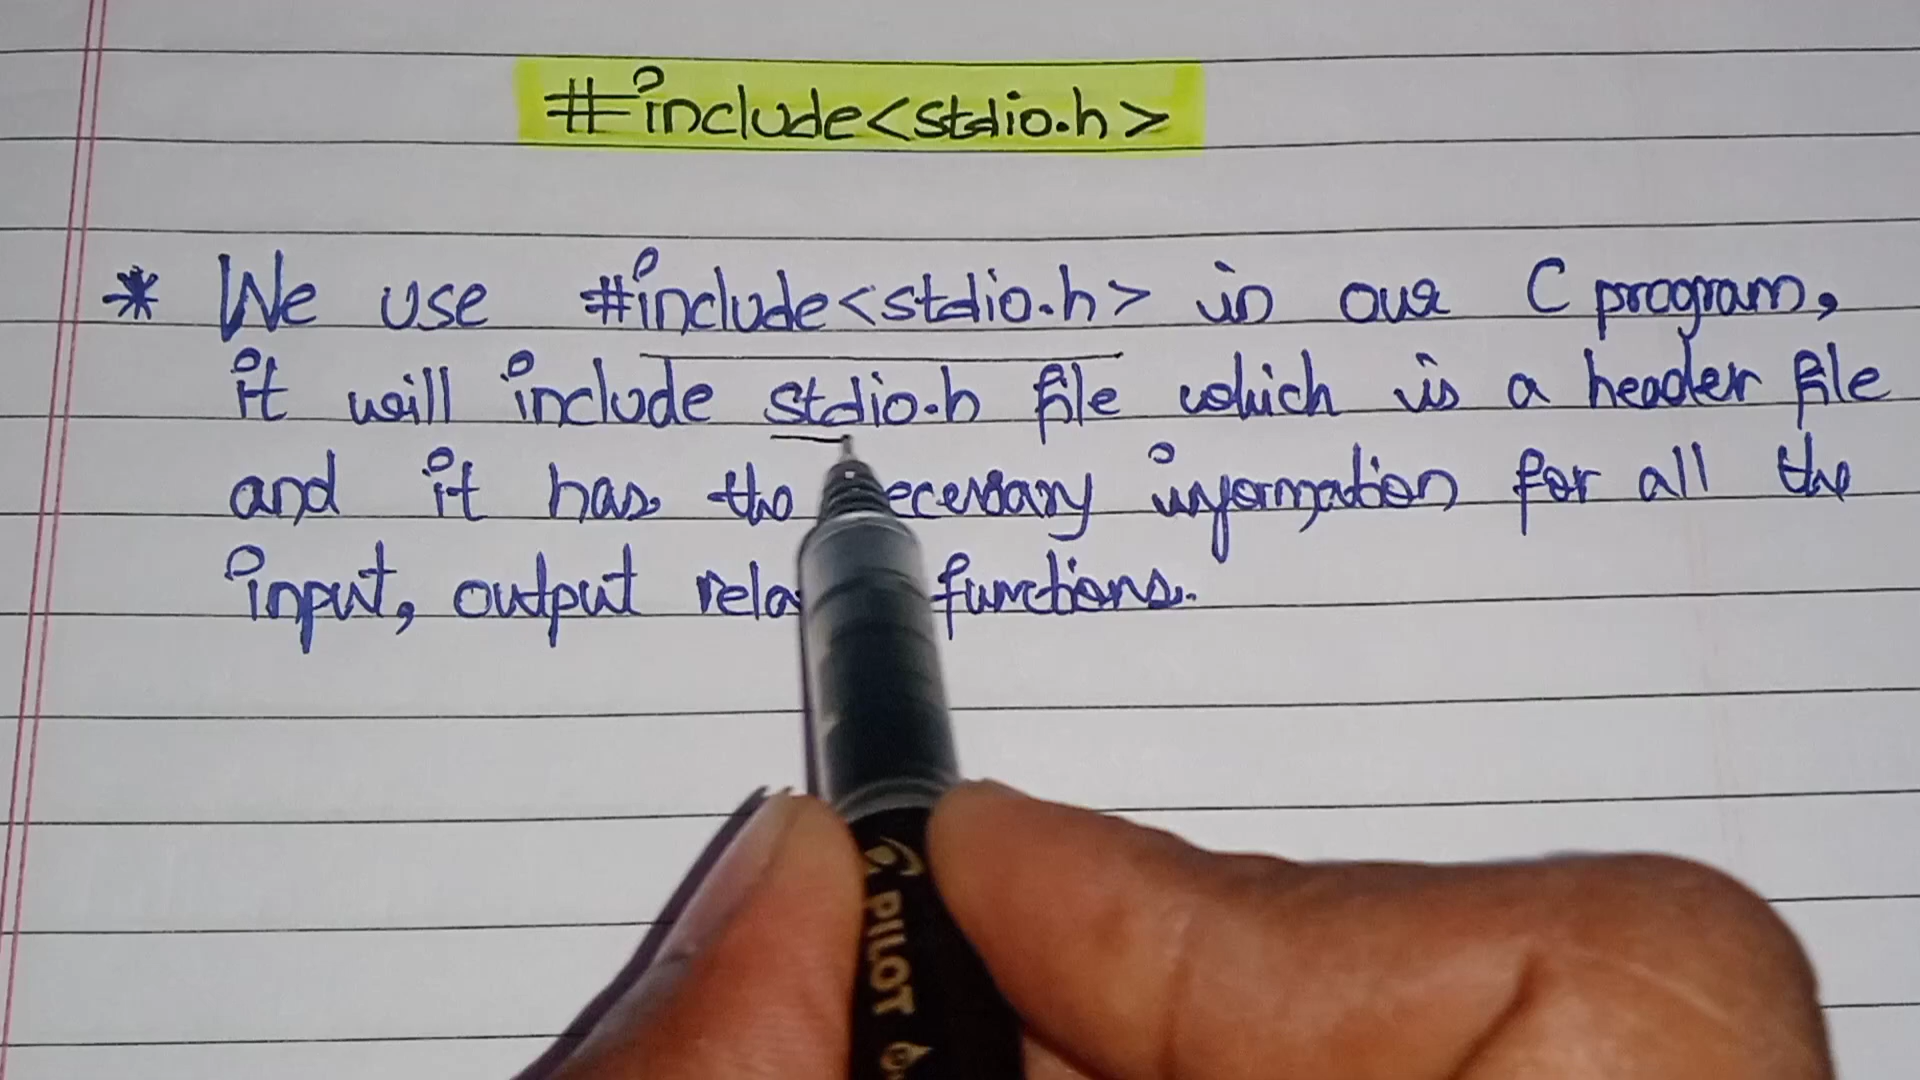 #include<stdio.h>
* We use #include<stdio.h> in our C program,
it will include stdio.h file which is a header file
and it has the ecessary information for all the
input, output rela functions.
PILOT